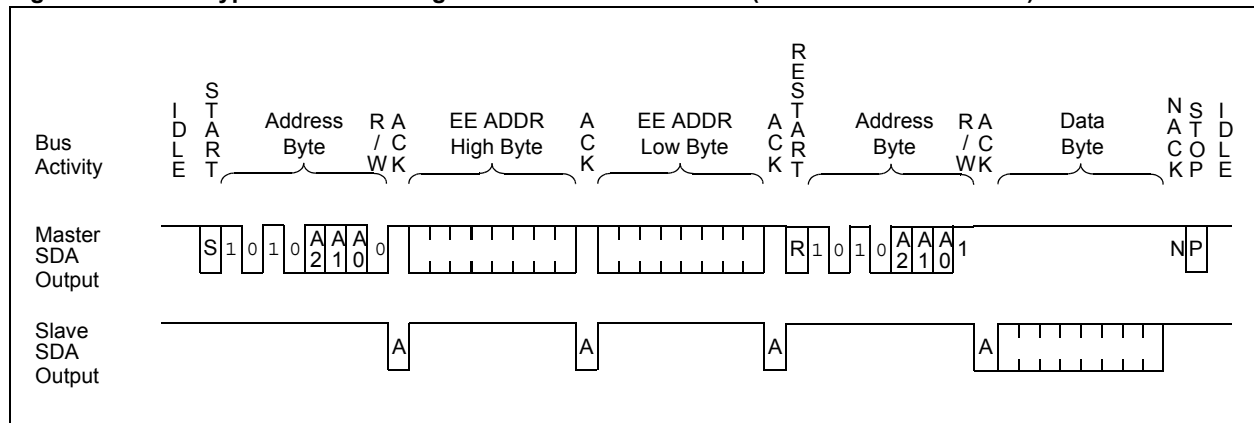 Bus Activity
IDLE
START
Address Byte
R/W
ACK
EE ADDR High Byte
ACK
EE ADDR Low Byte
ACK
RESTART
Address Byte
R/W
ACK
Data Byte
NACK
STOP
IDLE
Master SDA Output
S 1 0 1 0 A2 A1 A0 0
R 1 0 1 0 A2 A1 A0 1
N P
Slave SDA Output
A
A
A
A